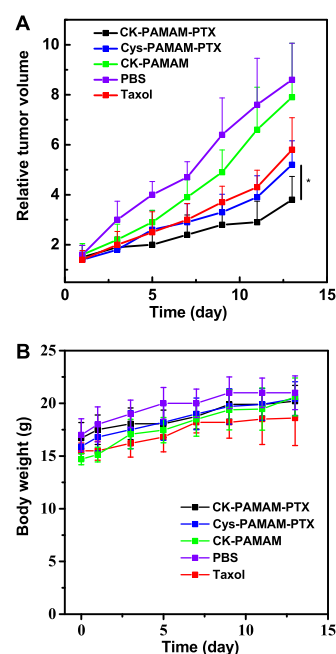 A
CK-PAMAM-PTX
Cys-PAMAM-PTX
CK-PAMAM
PBS
Taxol
Relative tumor volume
10
8
6
4
2
*
0 5 10 15
Time (day)
B
Body weight (g)
25
20
15
10
5
0
CK-PAMAM-PTX
Cys-PAMAM-PTX
CK-PAMAM
PBS
Taxol
0 5 10 15
Time (day)